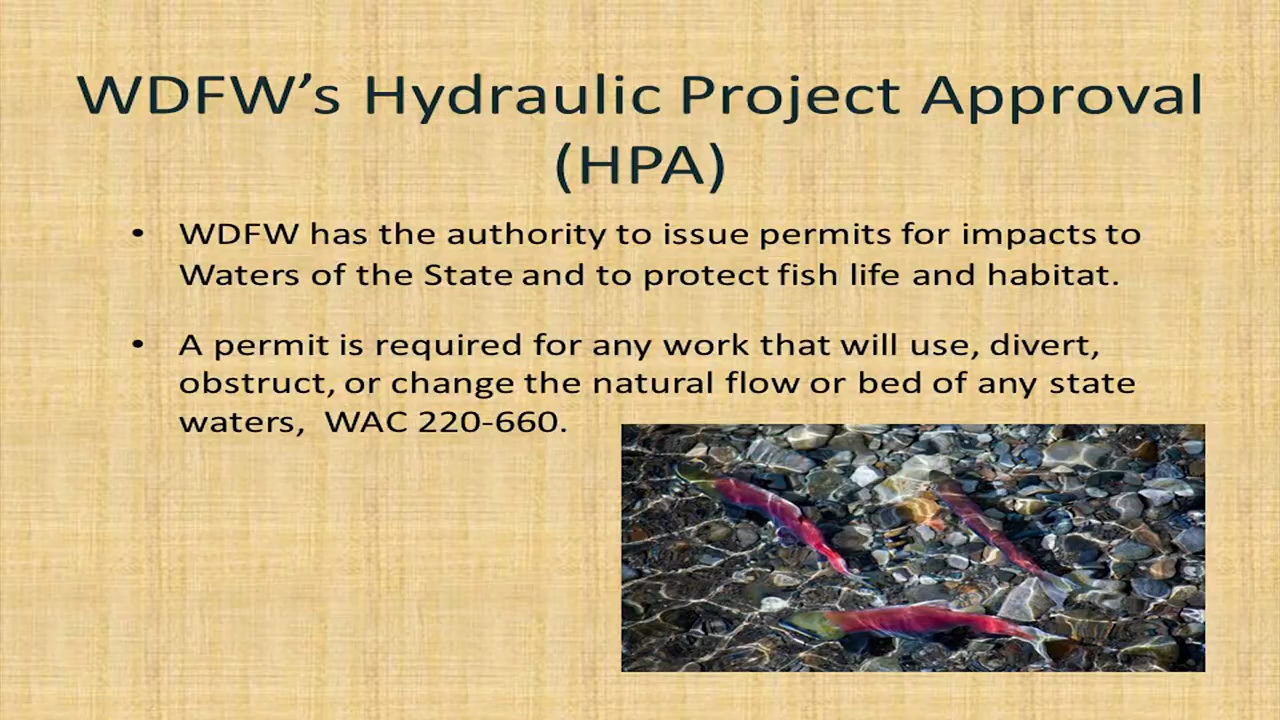 WDFW’s Hydraulic Project Approval
(HPA)
• WDFW has the authority to issue permits for impacts to
Waters of the State and to protect fish life and habitat.
• A permit is required for any work that will use, divert,
obstruct, or change the natural flow or bed of any state
waters,  WAC 220-660.